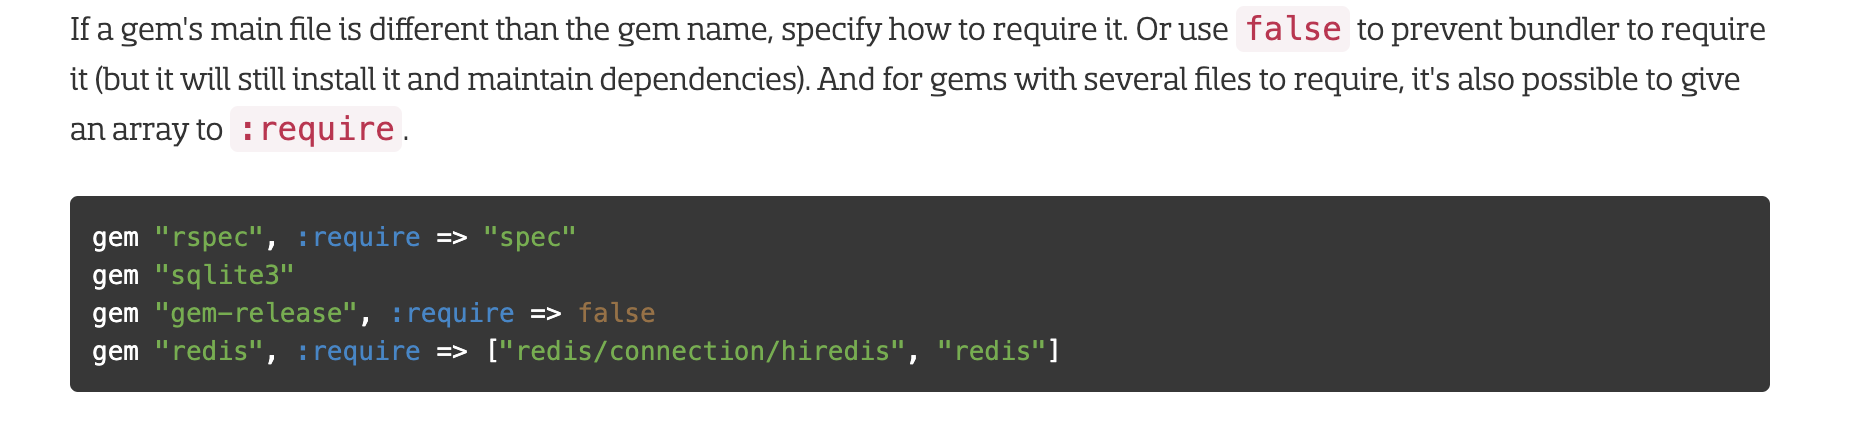 If a gem's main file is different than the gem name, specify how to require it. Or use false to prevent bundler to require
it (but it will still install it and maintain dependencies). And for gems with several files to require, it's also possible to give
an array to :require.
gem "rspec", :require => "spec"
gem "sqlite3"
gem "gem-release", :require => false
gem "redis", :require => ["redis/connection/hiredis", "redis"]